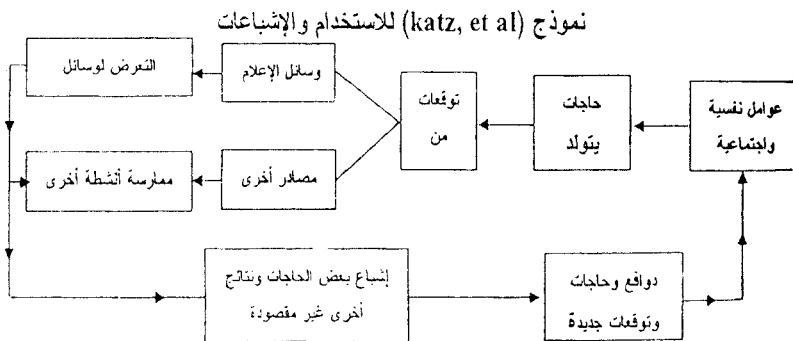 نموذج (katz, et al) للاستخدام والإشباعات
عوامل نفسية
واجتماعية
حاجات
يتولد
توقعات
من
وسائل الإعلام
التعرض لوسائل
مصادر أخرى
ممارسة أنشطة أخرى
إشباع بعض الحاجات ونتائج
أخرى غير مقصودة
دوافع وحاجات
وتوقعات جديدة